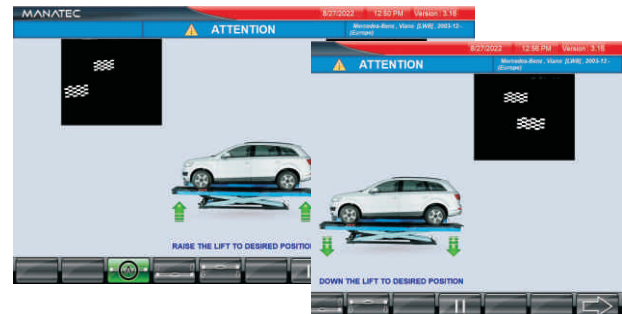 MANATEC
8/27/2022 12:50 PM Version : 3.16
ATTENTION
Mercedes-Benz , Viano [LWB] , 2003-12 -
(Europe)
RAISE THE LIFT TO DESIRED POSITIO
8/27/2022 12:56 PM Version : 3.16
ATTENTION
Mercedes-Benz , Viano [LWB] , 2003-12 -
(Europe)
DOWN THE LIFT TO DESIRED POSITION